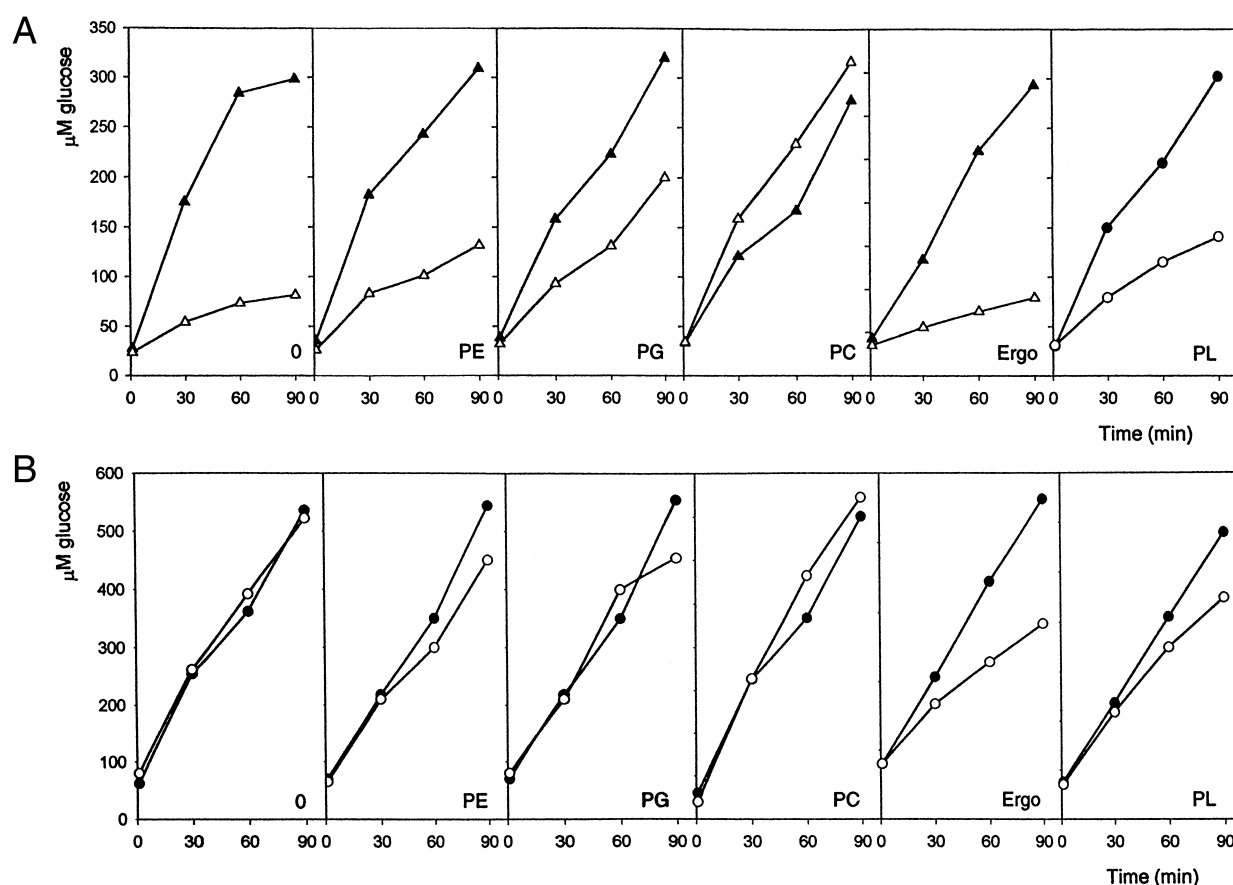 A
µM glucose
350
300
250
200
150
100
50
0
0 PE PG PC Ergo PL
0 30 60 90 0 30 60 90 0 30 60 90 0 30 60 90 0 30 60 90 0 30 60 90
Time (min)
B
µM glucose
600
500
400
300
200
100
0
0 PE PG PC Ergo PL
0 30 60 90 0 30 60 90 0 30 60 90 0 30 60 90 0 30 60 90 0 30 60 90
Time (min)